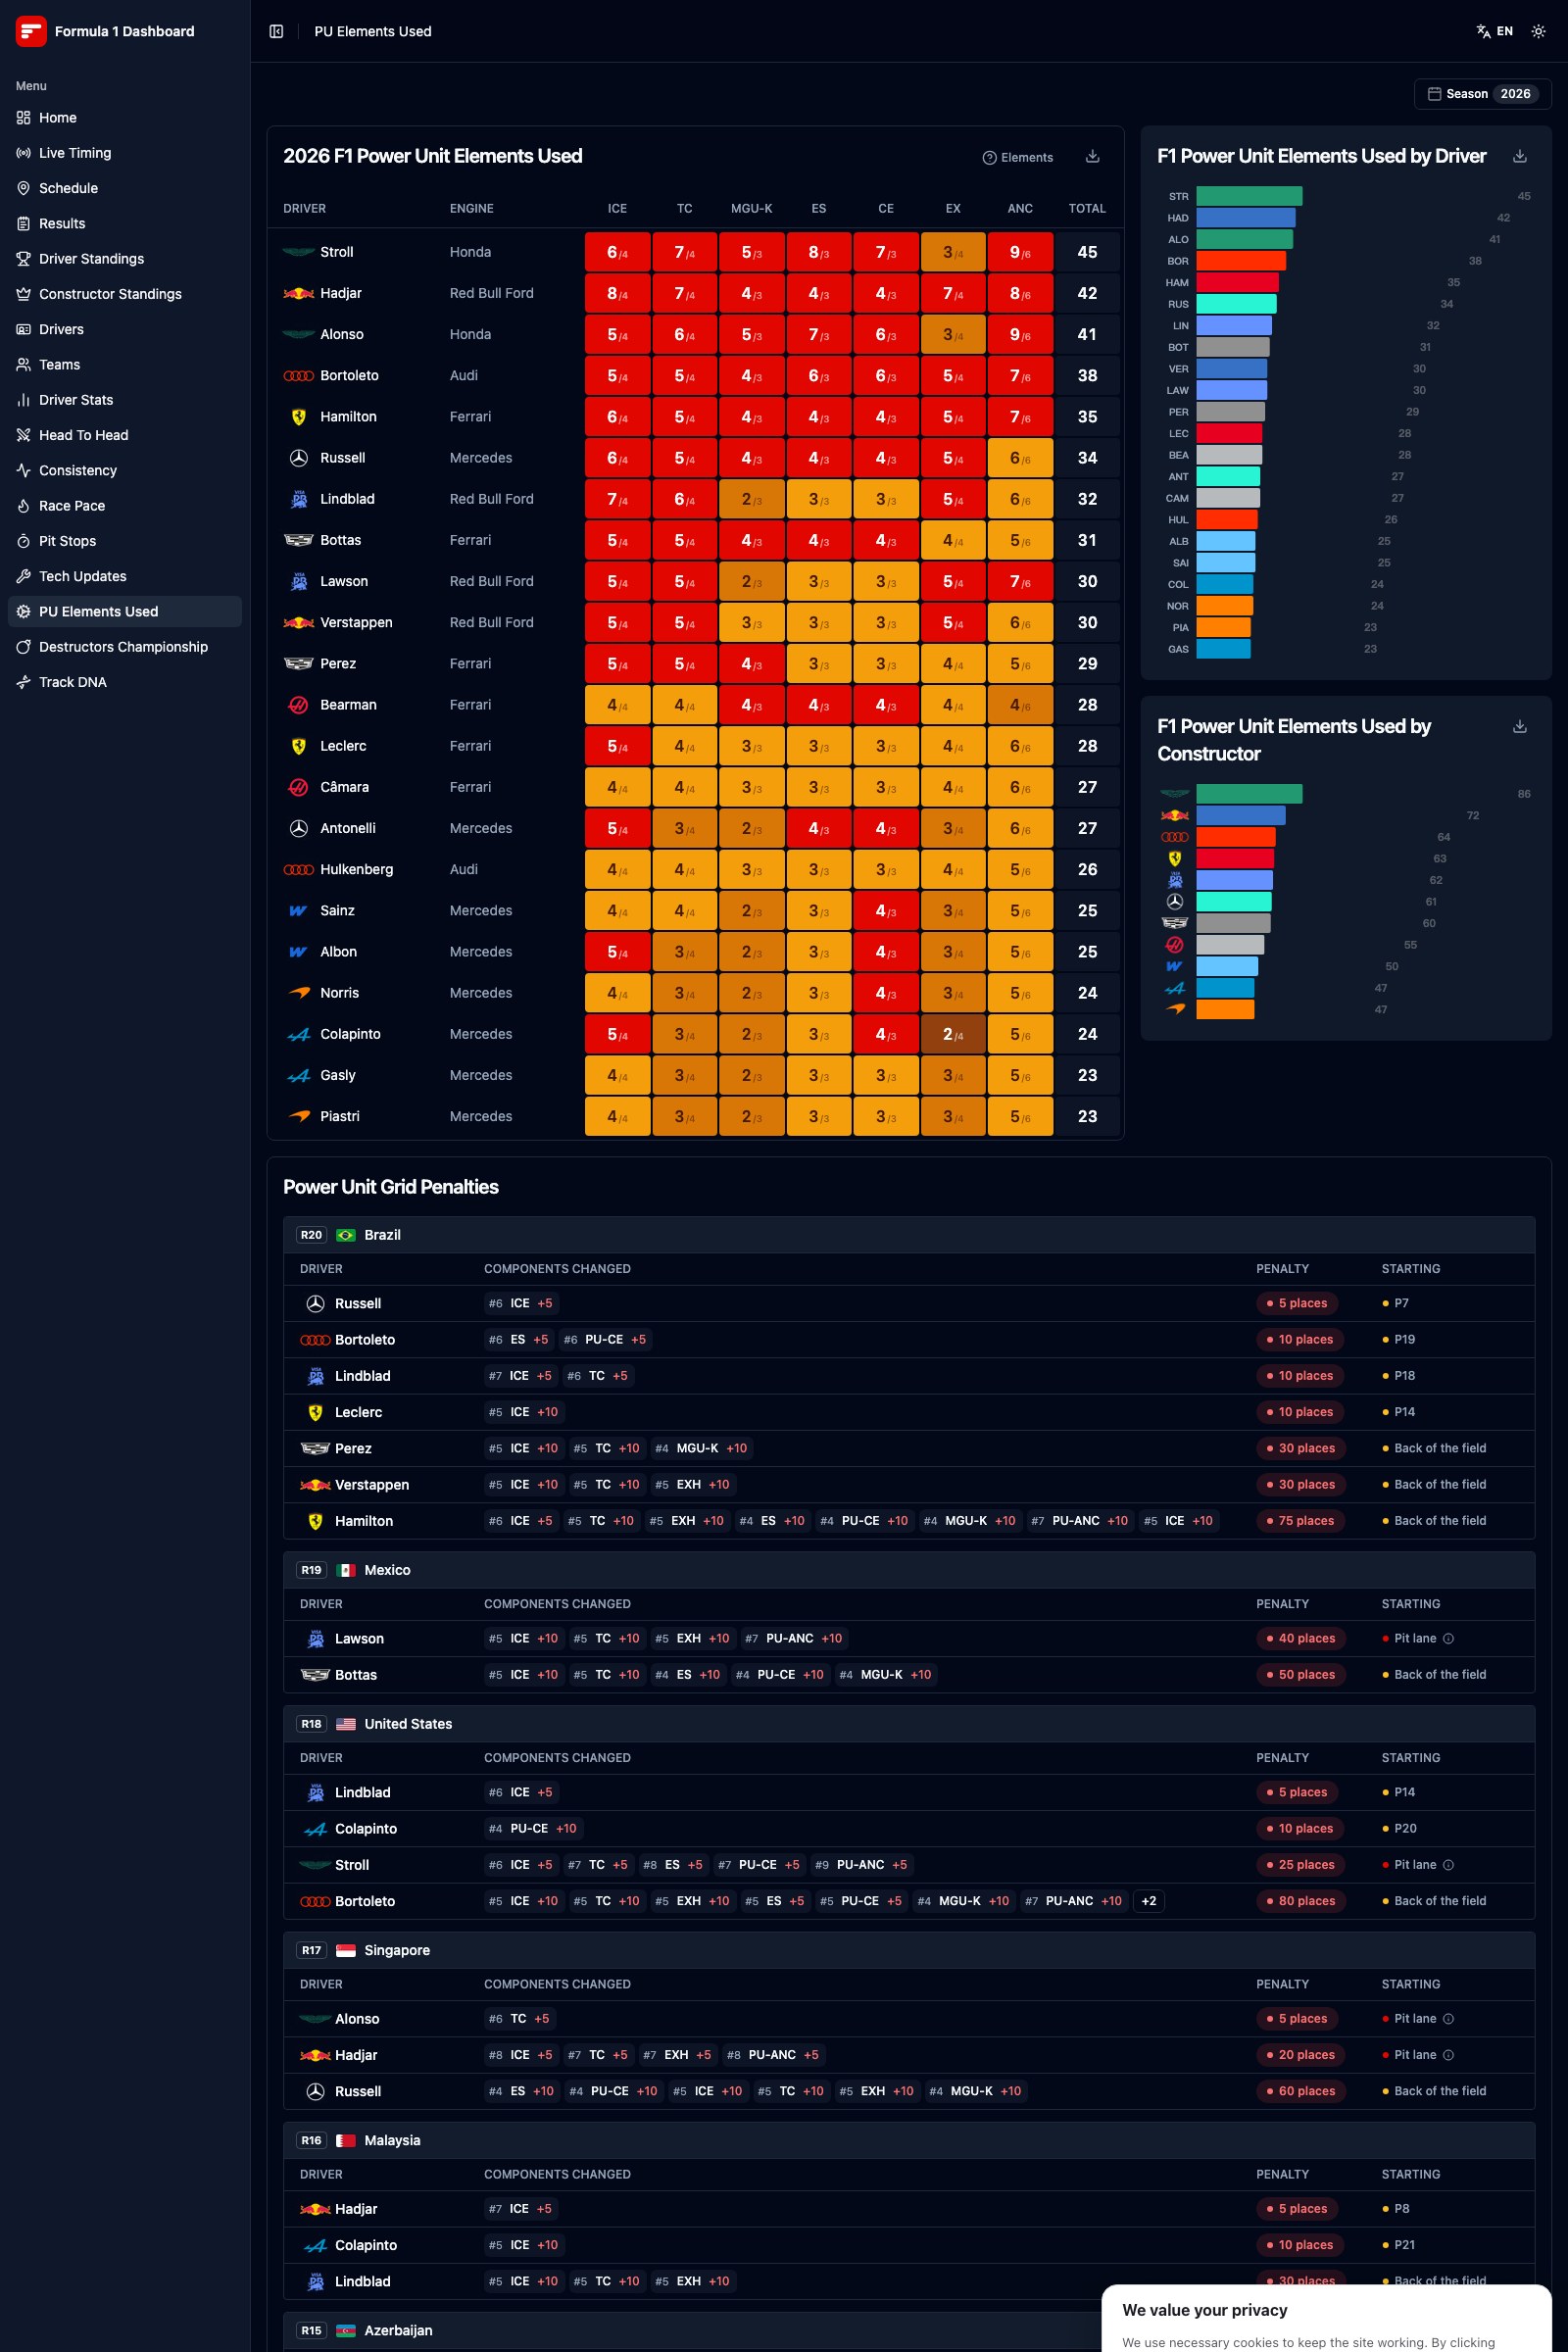 Formula 1 Dashboard
PU Elements Used
EN
Menu
Home
Live Timing
Schedule
Results
Driver Standings
Constructor Standings
Drivers
Teams
Driver Stats
Head To Head
Consistency
Race Pace
Pit Stops
Tech Updates
PU Elements Used
Destructors Championship
Track DNA
Season 2026
2026 F1 Power Unit Elements Used
Elements
DRIVER ENGINE ICE TC MGU-K ES CE EX ANC TOTAL
Stroll Honda 6/4 7/4 5/3 8/3 7/3 3/4 9/6 45
Hadjar Red Bull Ford 8/4 7/4 4/3 4/3 4/3 7/4 8/6 42
Alonso Honda 5/4 6/4 5/3 7/3 6/3 3/4 9/6 41
Bortoleto Audi 5/4 5/4 4/3 6/3 6/3 5/4 7/6 38
Hamilton Ferrari 6/4 5/4 4/3 4/3 4/3 5/4 7/6 35
Russell Mercedes 6/4 5/4 4/3 4/3 4/3 5/4 6/6 34
Lindblad Red Bull Ford 7/4 6/4 2/3 3/3 3/3 5/4 6/6 32
Bottas Ferrari 5/4 5/4 4/3 4/3 4/3 4/4 5/6 31
Lawson Red Bull Ford 5/4 5/4 2/3 3/3 3/3 5/4 7/6 30
Verstappen Red Bull Ford 5/4 5/4 3/3 3/3 3/3 5/4 6/6 30
Perez Ferrari 5/4 5/4 4/3 3/3 3/3 4/4 5/6 29
Bearman Ferrari 4/4 4/4 4/3 4/3 4/3 4/4 4/6 28
Leclerc Ferrari 5/4 4/4 3/3 3/3 3/3 4/4 6/6 28
Câmara Ferrari 4/4 4/4 3/3 3/3 3/3 4/4 6/6 27
Antonelli Mercedes 5/4 3/4 2/3 4/3 4/3 3/4 6/6 27
Hulkenberg Audi 4/4 4/4 3/3 3/3 3/3 4/4 5/6 26
Sainz Mercedes 4/4 4/4 2/3 3/3 4/3 3/4 5/6 25
Albon Mercedes 5/4 3/4 2/3 3/3 4/3 3/4 5/6 25
Norris Mercedes 4/4 3/4 2/3 3/3 4/3 3/4 5/6 24
Colapinto Mercedes 5/4 3/4 2/3 3/3 4/3 2/4 5/6 24
Gasly Mercedes 4/4 3/4 2/3 3/3 3/3 3/4 5/6 23
Piastri Mercedes 4/4 3/4 2/3 3/3 3/3 3/4 5/6 23
F1 Power Unit Elements Used by Driver
STR 45
HAD 42
ALO 41
BOR 38
HAM 35
RUS 34
LIN 32
BOT 31
VER 30
LAW 30
PER 29
LEC 28
BEA 28
ANT 27
CAM 27
HUL 26
ALB 25
SAI 25
COL 24
NOR 24
PIA 23
GAS 23
F1 Power Unit Elements Used by
Constructor
86
72
64
63
62
61
60
55
50
47
47
Power Unit Grid Penalties
R20 Brazil
DRIVER COMPONENTS CHANGED PENALTY STARTING
Russell #6 ICE +5 5 places P7
Bortoleto #6 ES +5 #6 PU-CE +5 10 places P19
Lindblad #7 ICE +5 #6 TC +5 10 places P18
Leclerc #5 ICE +10 10 places P14
Perez #5 ICE +10 #5 TC +10 #4 MGU-K +10 30 places Back of the field
Verstappen #5 ICE +10 #5 TC +10 #5 EXH +10 30 places Back of the field
Hamilton #6 ICE +5 #5 TC +10 #5 EXH +10 #4 ES +10 #4 PU-CE +10 #4 MGU-K +10 #7 PU-ANC +10 #5 ICE +10 75 places Back of the field
R19 Mexico
DRIVER COMPONENTS CHANGED PENALTY STARTING
Lawson #5 ICE +10 #5 TC +10 #5 EXH +10 #7 PU-ANC +10 40 places Pit lane
Bottas #5 ICE +10 #5 TC +10 #4 ES +10 #4 PU-CE +10 #4 MGU-K +10 50 places Back of the field
R18 United States
DRIVER COMPONENTS CHANGED PENALTY STARTING
Lindblad #6 ICE +5 5 places P14
Colapinto #4 PU-CE +10 10 places P20
Stroll #6 ICE +5 #7 TC +5 #8 ES +5 #7 PU-CE +5 #9 PU-ANC +5 25 places Pit lane
Bortoleto #5 ICE +10 #5 TC +10 #5 EXH +10 #5 ES +5 #5 PU-CE +5 #4 MGU-K +10 #7 PU-ANC +10 +2 80 places Back of the field
R17 Singapore
DRIVER COMPONENTS CHANGED PENALTY STARTING
Alonso #6 TC +5 5 places Pit lane
Hadjar #8 ICE +5 #7 TC +5 #7 EXH +5 #8 PU-ANC +5 20 places Pit lane
Russell #4 ES +10 #4 PU-CE +10 #5 ICE +10 #5 TC +10 #5 EXH +10 #4 MGU-K +10 60 places Back of the field
R16 Malaysia
DRIVER COMPONENTS CHANGED PENALTY STARTING
Hadjar #7 ICE +5 5 places P8
Colapinto #5 ICE +10 10 places P21
Lindblad #5 ICE +10 #5 TC +10 #5 EXH +10 30 places Back of the field
R15 Azerbaijan
We value your privacy
We use necessary cookies to keep the site working. By clicking